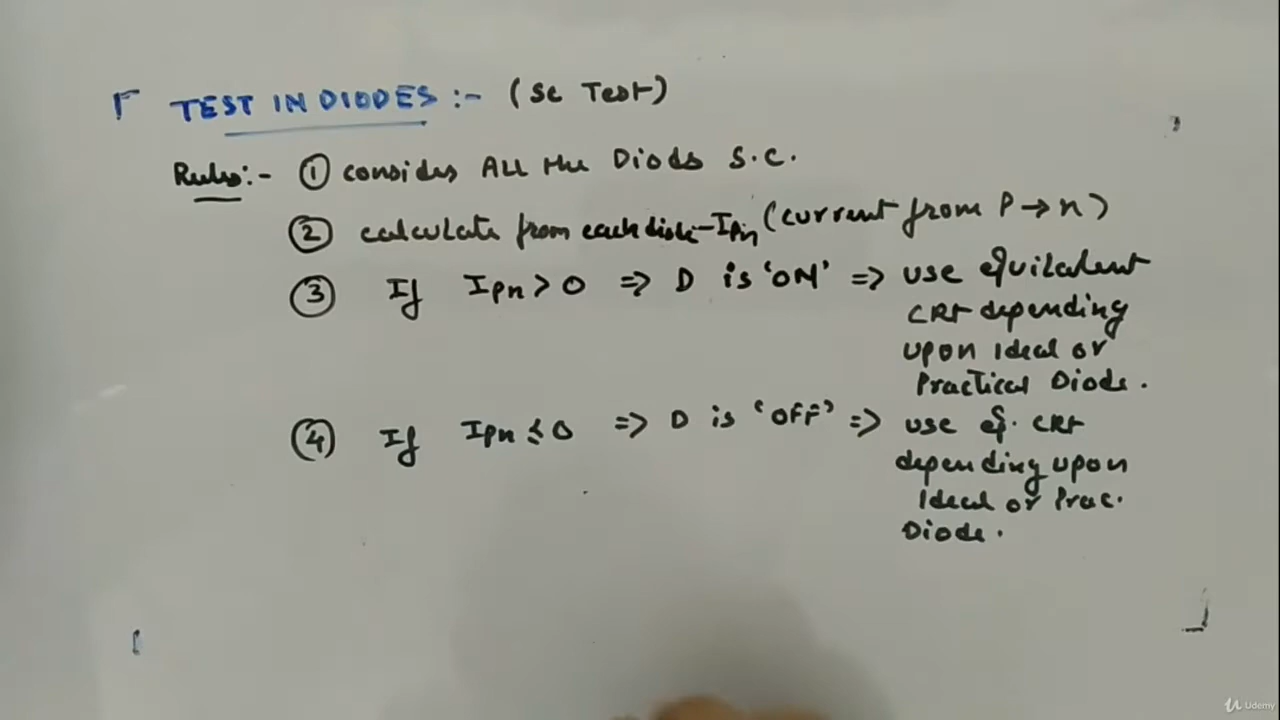 TEST IN DIODES :- (SC Test)
Rules:- ① consider ALL the Diods S.C.
② calculate from each diode - Ipn (current from P → n)
③ If Ipn > 0 => D is 'ON' => use equilalent
CRT depending
upon Ideal or
Practical Diode.
④ If Ipn ≤ 0 => D is 'OFF' => use eq. CRT
depending upon
Ideal or Prac.
Diode.
Udemy